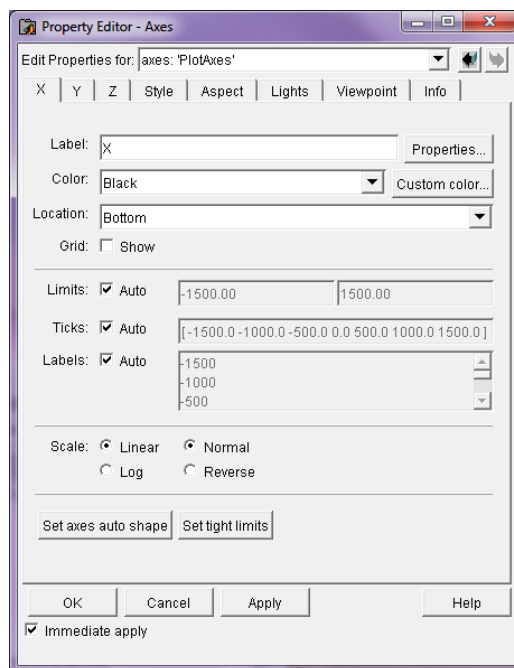 Property Editor - Axes
Edit Properties for: axes: 'PlotAxes'
X Y Z Style Aspect Lights Viewpoint Info
Label: X Properties...
Color: Black Custom color...
Location: Bottom
Grid: Show
Limits: Auto -1500.00 1500.00
Ticks: Auto [ -1500.0 -1000.0 -500.0 0.0 500.0 1000.0 1500.0 ]
Labels: Auto -1500
-1000
-500
Scale: Linear Normal
Log Reverse
Set axes auto shape Set tight limits
OK Cancel Apply Help
Immediate apply